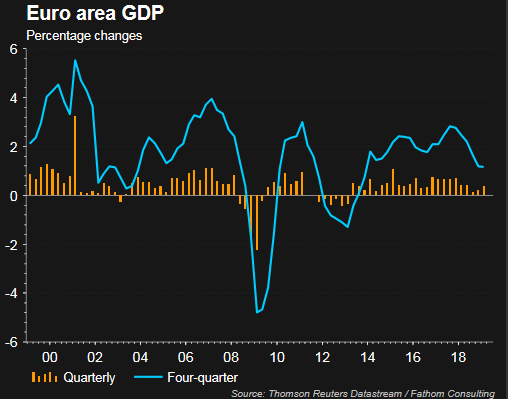 Euro area GDP
Percentage changes
6
4
2
0
-2
-4
-6
00 02 04 06 08 10 12 14 16 18
Quarterly Four-quarter
Source: Thomson Reuters Datastream / Fathom Consulting